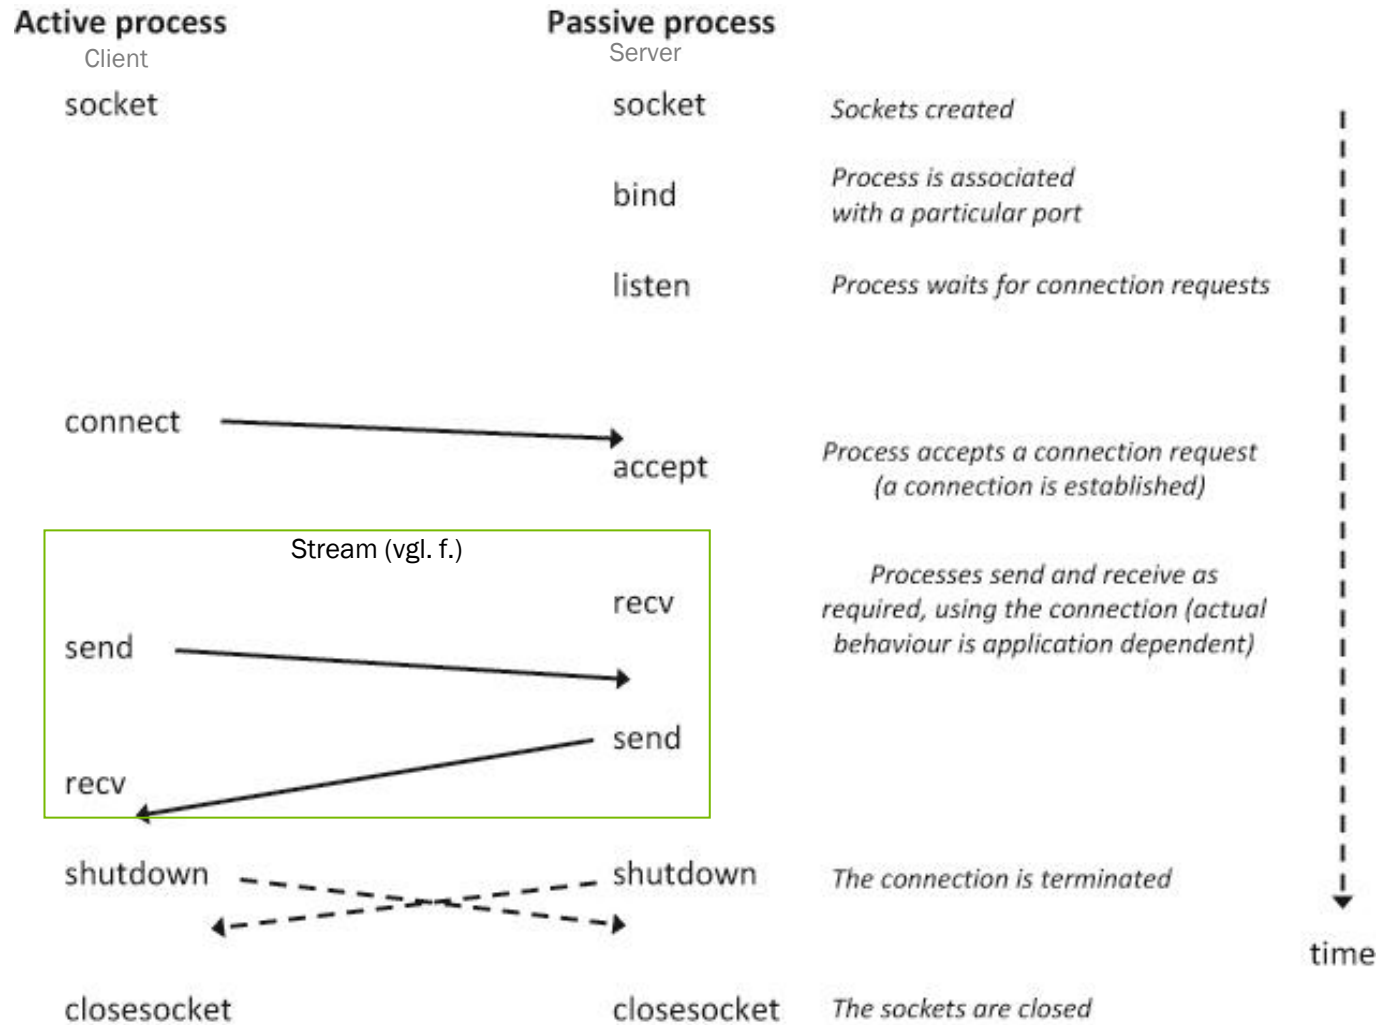 Active process
Passive process
Client
Server
socket
socket
Sockets created
bind
Process is associated
with a particular port
listen
Process waits for connection requests
connect
accept
Process accepts a connection request
(a connection is established)
Stream (vgl. f.)
recv
Processes send and receive as
required, using the connection (actual
behaviour is application dependent)
send
send
recv
shutdown
shutdown
The connection is terminated
time
closesocket
closesocket
The sockets are closed